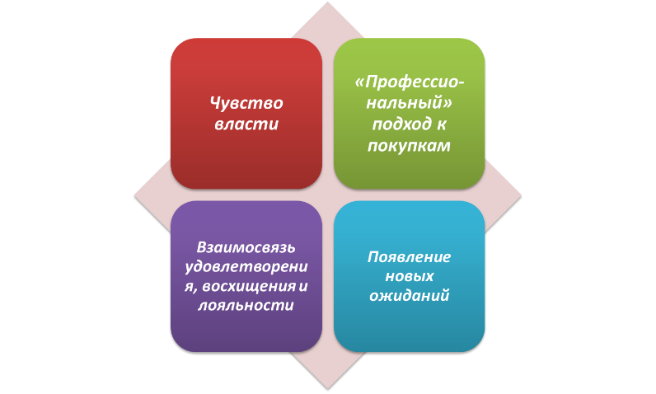 Чувство
власти
«Профессио-
нальный»
подход к
покупкам
Взаимосвязь
удовлетворени
я, восхищения и
лояльности
Появление
новых
ожиданий